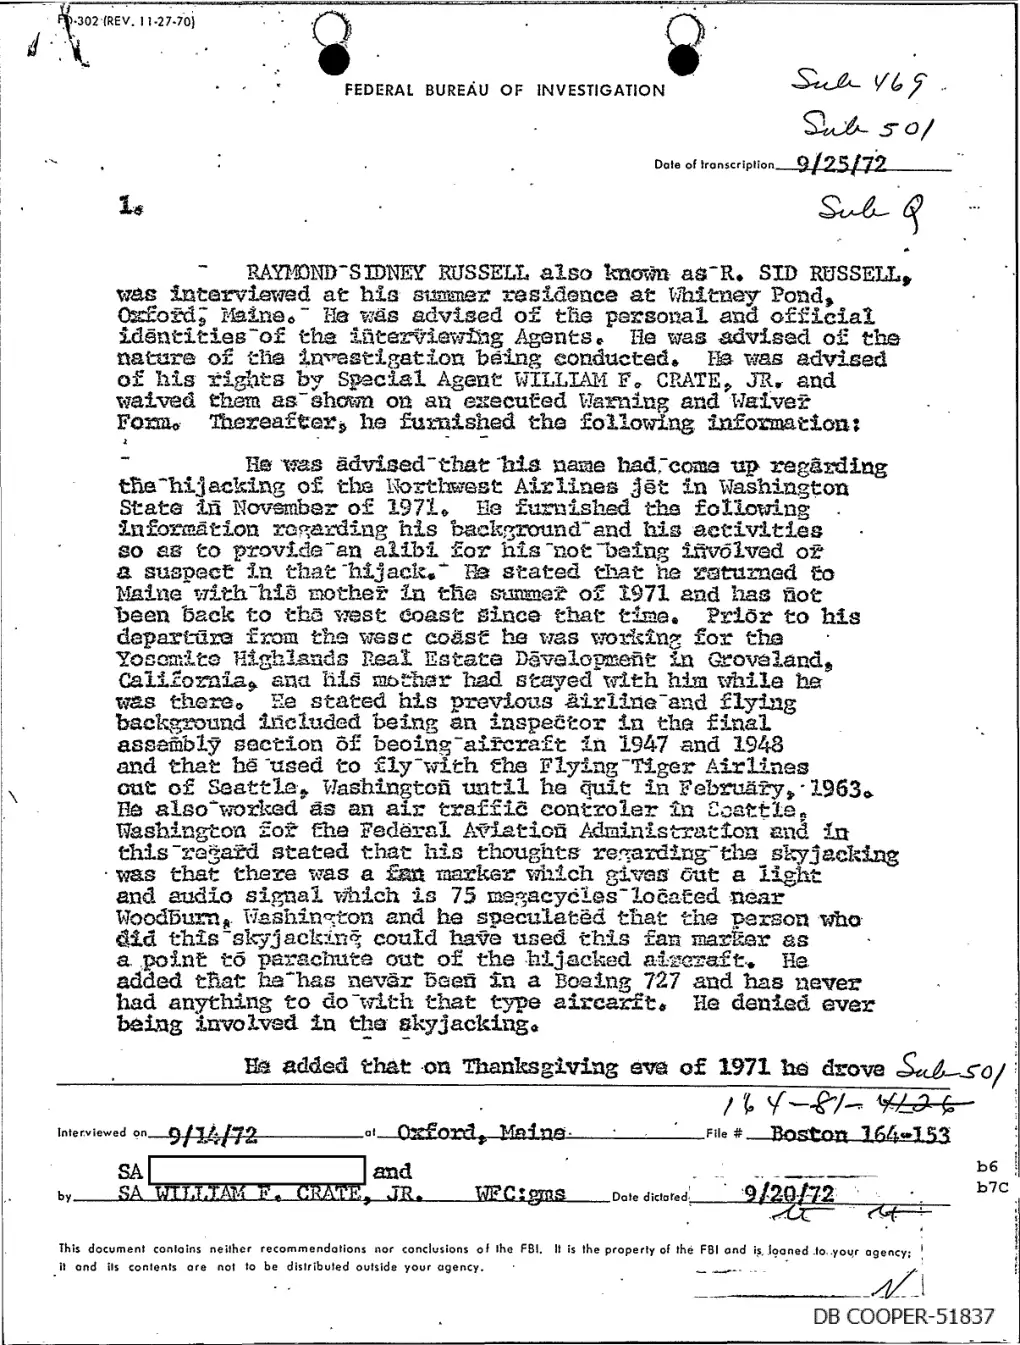 FD-302 (REV. 11-27-70)
FEDERAL BUREAU OF INVESTIGATION
Sub 469
Sub 501
Date of transcription 9/25/72
1.
Sub Q
RAYMOND SIDNEY RUSSELL also known as R. SID RUSSELL,
was interviewed at his summer residence at Whitney Pond,
Oxford, Maine. He was advised of the personal and official
identities of the interviewing Agents. He was advised of the
nature of the investigation being conducted. He was advised
of his rights by Special Agent WILLIAM F. CRATE, JR. and
waived them as shown on an executed Warning and Waiver
Form. Thereafter, he furnished the following information:
He was advised that his name had come up regarding
the hijacking of the Northwest Airlines jet in Washington
State in November of 1971. He furnished the following
information regarding his background and his activities
so as to provide an alibi for his not being involved or
a suspect in that hijack. He stated that he returned to
Maine with his mother in the summer of 1971 and has not
been back to the west coast since that time. Prior to his
departure from the west coast he was working for the
Yosemite Highlands Real Estate Development in Groveland,
California, and his mother had stayed with him while he
was there. He stated his previous airline and flying
background included being an inspector in the final
assembly section of beoing aircraft in 1947 and 1948
and that he used to fly with the Flying Tiger Airlines
out of Seattle, Washington until he quit in February, 1963.
He also worked as an air traffic controler in Seattle,
Washington for the Federal Aviation Administration and in
this regard stated that his thoughts regarding the skyjacking
was that there was a fan marker which gives out a light
and audio signal which is 75 megacycles located near
Woodburn, Washington and he speculated that the person who
did this skyjacking could have used this fan marker as
a point to parachute out of the hijacked aircraft. He
added that he has never been in a Boeing 727 and has never
had anything to do with that type aircarft. He denied ever
being involved in the skyjacking.
He added that on Thanksgiving eve of 1971 he drove
Sub 501
164-81-4126
Interviewed on 9/14/72 at Oxford, Maine File # Boston 164-153
SA and
b6
b7C
by SA WILLIAM F. CRATE, JR. WFC:gms Date dictated 9/20/72
This document contains neither recommendations nor conclusions of the FBI. It is the property of the FBI and is loaned to your agency;
it and its contents are not to be distributed outside your agency.
N
DB COOPER-51837